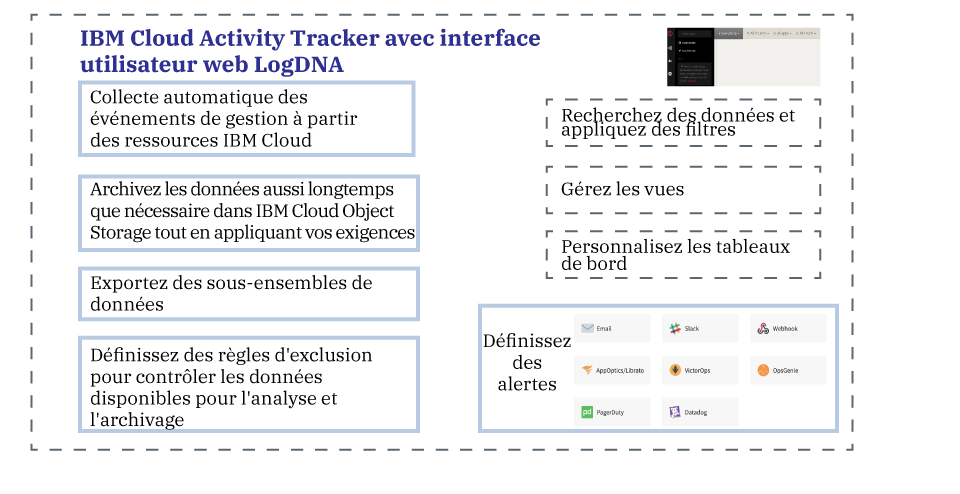 IBM Cloud Activity Tracker avec interface
utilisateur web LogDNA
Collecte automatique des
événements de gestion à partir
des ressources IBM Cloud
Archivez les données aussi longtemps
que nécessaire dans IBM Cloud Object
Storage tout en appliquant vos exigences
Exportez des sous-ensembles de
données
Définissez des règles d'exclusion
pour contrôler les données
disponibles pour l'analyse et
l'archivage
Recherchez des données et
appliquez des filtres
Gérez les vues
Personnalisez les tableaux
de bord
Définissez
des
alertes
Email
Slack
Webhook
AppOptics/Librato
VictorOps
OpsGenie
pd PagerDuty
Datadog